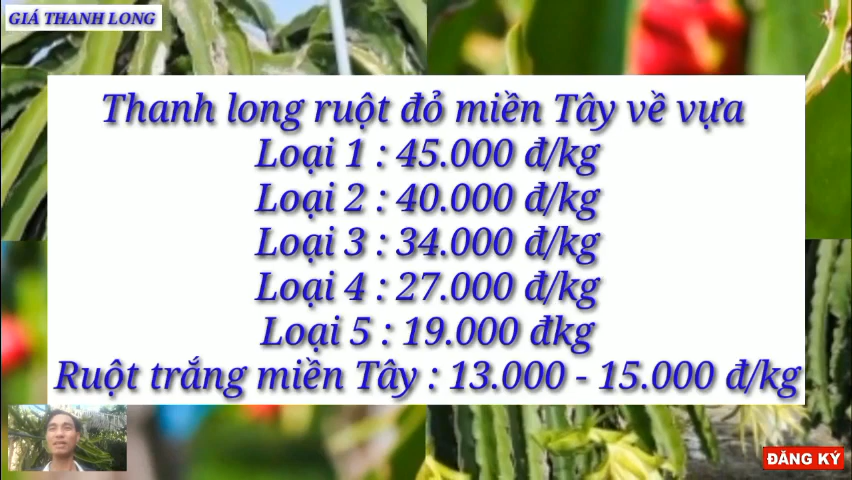 GIÁ THANH LONG
Thanh long ruột đỏ miền Tây về vựa
Loại 1 : 45.000 đ/kg
Loại 2 : 40.000 đ/kg
Loại 3 : 34.000 đ/kg
Loại 4 : 27.000 đ/kg
Loại 5 : 19.000 đkg
Ruột trắng miền Tây : 13.000 - 15.000 đ/kg
ĐĂNG KÝ